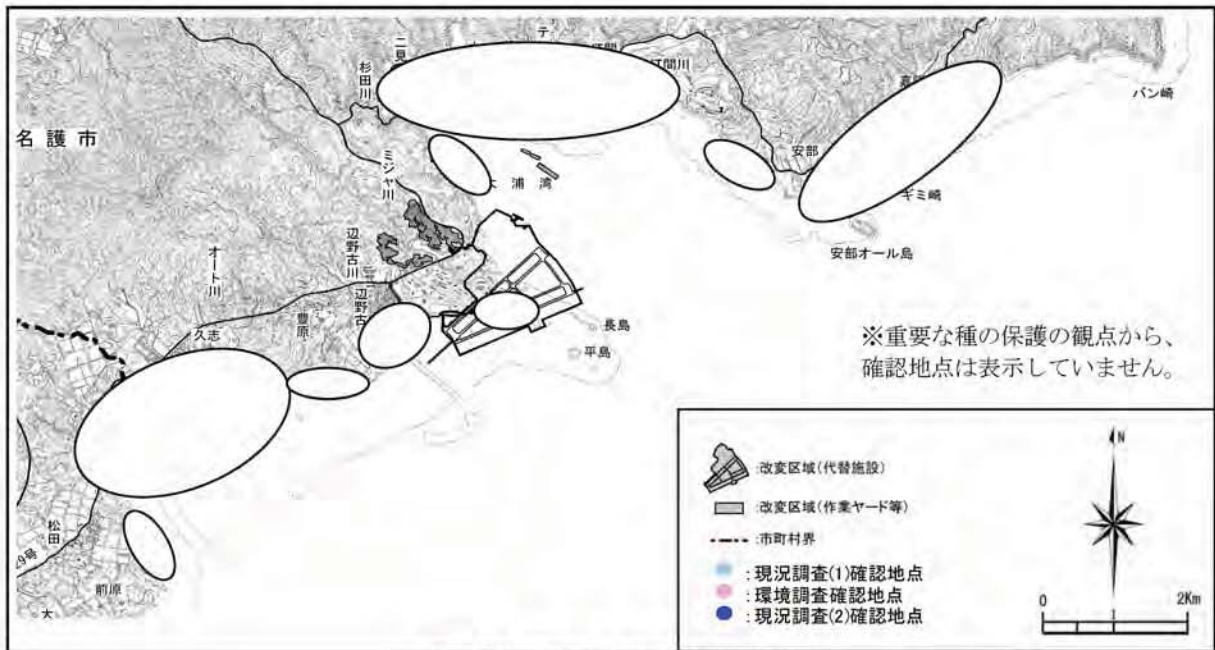 テ
二見
杉田川
名護市
ミジャ川
大浦湾
安部
バン崎
ギミ崎
安部オール島
オート川
辺野古川
辺野古
豊原
久志
長島
平島
※重要な種の保護の観点から、
確認地点は表示していません。
松田
29号
前原
大
:改変区域(代替施設)
:改変区域(作業ヤード等)
:市町村界
:現況調査(1)確認地点
:環境調査確認地点
:現況調査(2)確認地点
N
0 1 2Km